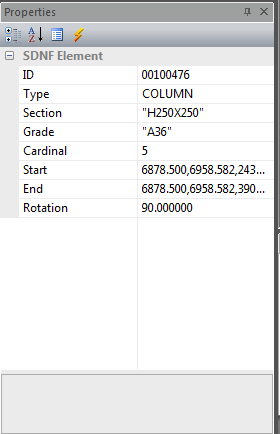 Properties
SDNF Element
ID 00100476
Type COLUMN
Section "H250X250"
Grade "A36"
Cardinal 5
Start 6878.500,6958.582,243...
End 6878.500,6958.582,390...
Rotation 90.000000